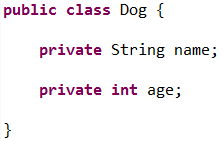 public class Dog {
private String name;
private int age;
}